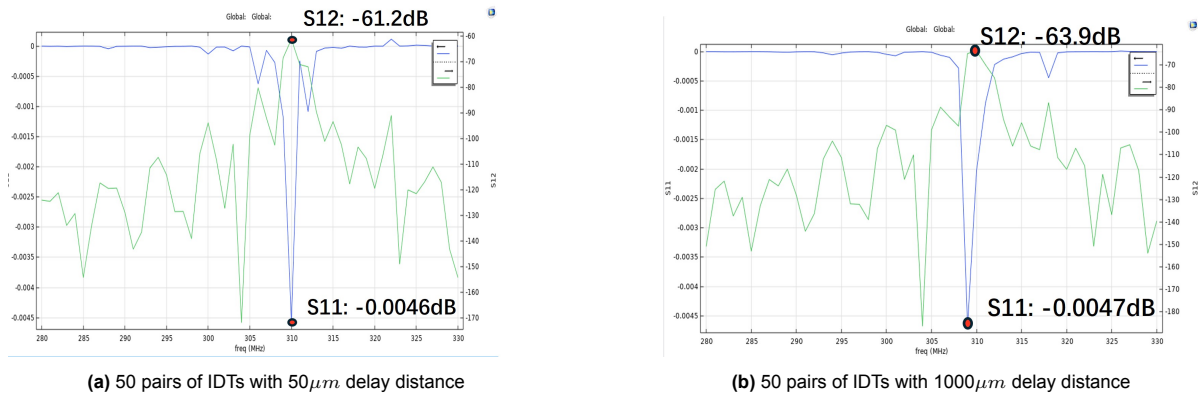 Global: Global:
S12: -61.2dB
0
-0.0005
-0.001
-0.0015
-0.002
-0.0025
-0.003
-0.0035
-0.004
-0.0045
-60
-70
-80
-90
-100
-110
-120
-130
-140
-150
-160
-170
S12
S11: -0.0046dB
280 285 290 295 300 305 310 315 320 325 330
freq (MHz)
(a) 50 pairs of IDTs with 50μm delay distance
Global: Global:
S12: -63.9dB
0
-0.0005
-0.001
-0.0015
-0.002
-0.0025
-0.003
-0.0035
-0.004
-0.0045
S11
-70
-80
-90
-100
-110
-120
-130
-140
-150
-160
-170
-180
S12
S11: -0.0047dB
280 285 290 295 300 305 310 315 320 325 330
freq (MHz)
(b) 50 pairs of IDTs with 1000μm delay distance